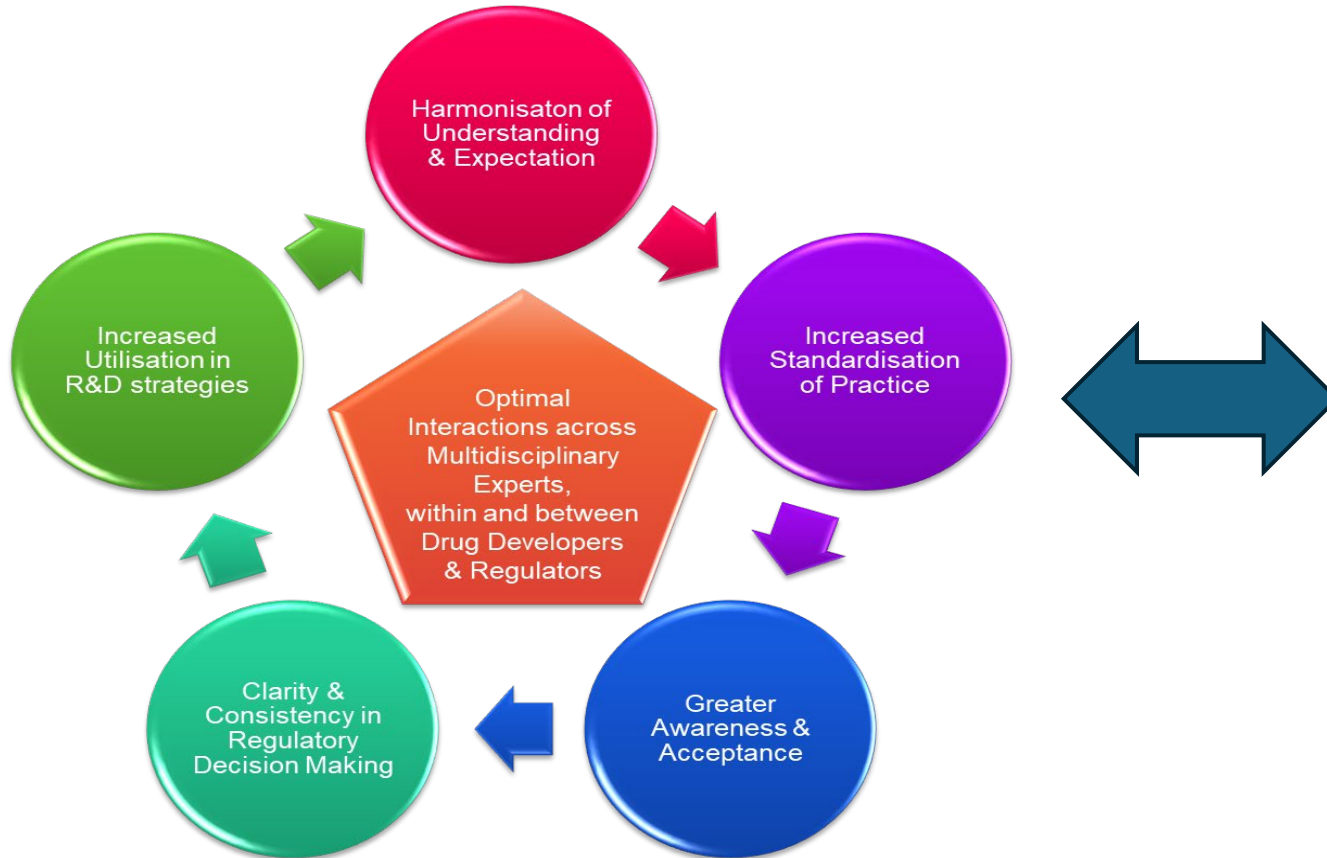 Harmonisaton of
Understanding
& Expectation
Increased
Standardisation
of Practice
Greater
Awareness &
Acceptance
Clarity &
Consistency in
Regulatory
Decision Making
Increased
Utilisation in
R&D strategies
Optimal
Interactions across
Multidisciplinary
Experts,
within and between
Drug Developers
& Regulators